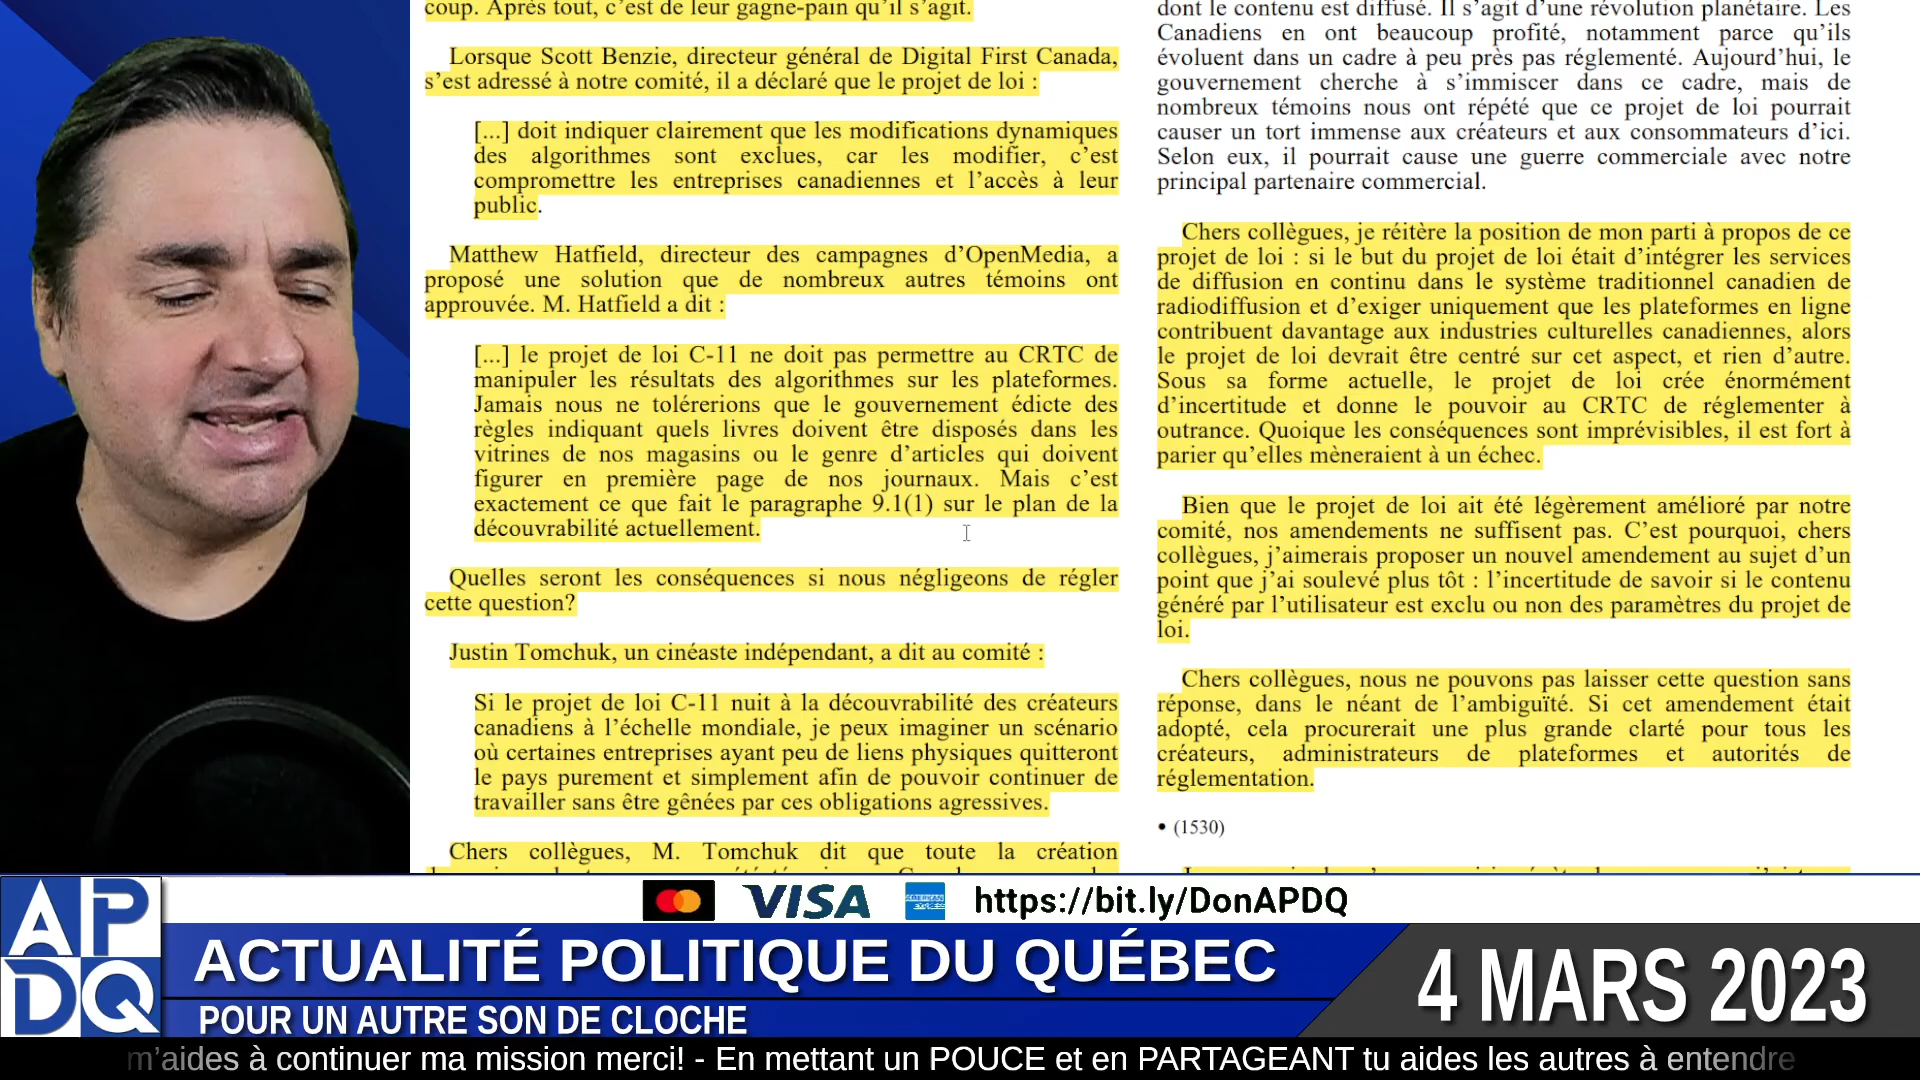 coup. Après tout, c’est de leur gagne-pain qu’il s’agit.
Lorsque Scott Benzie, directeur général de Digital First Canada,
s’est adressé à notre comité, il a déclaré que le projet de loi :
[...] doit indiquer clairement que les modifications dynamiques
des algorithmes sont exclues, car les modifier, c’est
compromettre les entreprises canadiennes et l’accès à leur
public.
Matthew Hatfield, directeur des campagnes d’OpenMedia, a
proposé une solution que de nombreux autres témoins ont
approuvée. M. Hatfield a dit :
[...] le projet de loi C-11 ne doit pas permettre au CRTC de
manipuler les résultats des algorithmes sur les plateformes.
Jamais nous ne tolérerions que le gouvernement édicte des
règles indiquant quels livres doivent être disposés dans les
vitrines de nos magasins ou le genre d’articles qui doivent
figurer en première page de nos journaux. Mais c’est
exactement ce que fait le paragraphe 9.1(1) sur le plan de la
découvrabilité actuellement.
Quelles seront les conséquences si nous négligeons de régler
cette question?
Justin Tomchuk, un cinéaste indépendant, a dit au comité :
Si le projet de loi C-11 nuit à la découvrabilité des créateurs
canadiens à l’échelle mondiale, je peux imaginer un scénario
où certaines entreprises ayant peu de liens physiques quitteront
le pays purement et simplement afin de pouvoir continuer de
travailler sans être gênées par ces obligations agressives.
Chers collègues, M. Tomchuk dit que toute la création
dont le contenu est diffusé. Il s’agit d’une révolution planétaire. Les
Canadiens en ont beaucoup profité, notamment parce qu’ils
évoluent dans un cadre à peu près pas réglementé. Aujourd’hui, le
gouvernement cherche à s’immiscer dans ce cadre, mais de
nombreux témoins nous ont répété que ce projet de loi pourrait
causer un tort immense aux créateurs et aux consommateurs d’ici.
Selon eux, il pourrait cause une guerre commerciale avec notre
principal partenaire commercial.
Chers collègues, je réitère la position de mon parti à propos de ce
projet de loi : si le but du projet de loi était d’intégrer les services
de diffusion en continu dans le système traditionnel canadien de
radiodiffusion et d’exiger uniquement que les plateformes en ligne
contribuent davantage aux industries culturelles canadiennes, alors
le projet de loi devrait être centré sur cet aspect, et rien d’autre.
Sous sa forme actuelle, le projet de loi crée énormément
d’incertitude et donne le pouvoir au CRTC de réglementer à
outrance. Quoique les conséquences sont imprévisibles, il est fort à
parier qu’elles mèneraient à un échec.
Bien que le projet de loi ait été légèrement amélioré par notre
comité, nos amendements ne suffisent pas. C’est pourquoi, chers
collègues, j’aimerais proposer un nouvel amendement au sujet d’un
point que j’ai soulevé plus tôt : l’incertitude de savoir si le contenu
généré par l’utilisateur est exclu ou non des paramètres du projet de
loi.
Chers collègues, nous ne pouvons pas laisser cette question sans
réponse, dans le néant de l’ambiguïté. Si cet amendement était
adopté, cela procurerait une plus grande clarté pour tous les
créateurs, administrateurs de plateformes et autorités de
réglementation.
• (1530)
VISA
AMERICAN
https://bit.ly/DonAPDQ
AP
DQ
ACTUALITÉ POLITIQUE DU QUÉBEC
POUR UN AUTRE SON DE CLOCHE
4 MARS 2023
m’aides à continuer ma mission merci! - En mettant un POUCE et en PARTAGEANT tu aides les autres à entendre